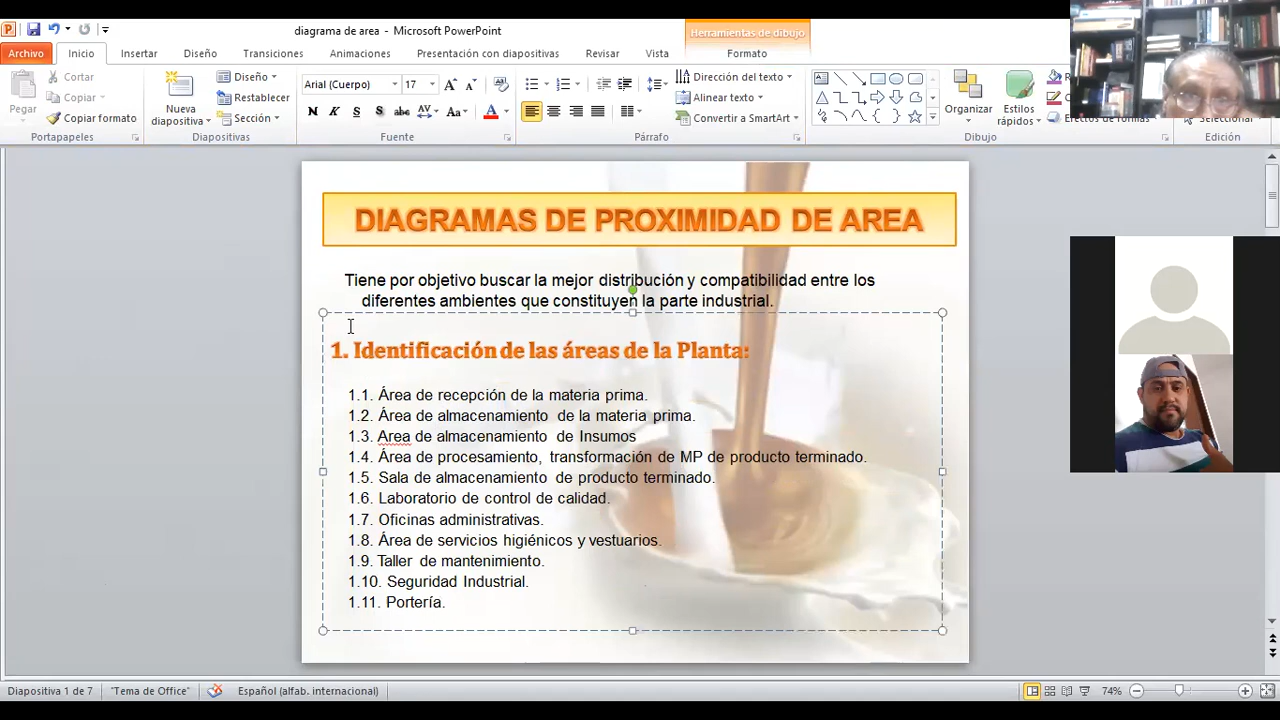 diagrama de area - Microsoft PowerPoint
Herramientas de dibujo
Archivo Inicio Insertar Diseño Transiciones Animaciones Presentación con diapositivas Revisar Vista Formato
Pegar
Cortar
Copiar
Copiar formato
Portapapeles
Nueva diapositiva
Diseño
Restablecer
Sección
Diapositivas
Arial (Cuerpo) 17
N K S S abc AV Aa A
Fuente
Dirección del texto
Alinear texto
Convertir a SmartArt
Párrafo
Organizar
Estilos rápidos
Efectos de formas
Dibujo
Seleccionar
Edición
DIAGRAMAS DE PROXIMIDAD DE AREA
Tiene por objetivo buscar la mejor distribución y compatibilidad entre los
diferentes ambientes que constituyen la parte industrial.
1. Identificación de las áreas de la Planta:
1.1. Área de recepción de la materia prima.
1.2. Área de almacenamiento de la materia prima.
1.3. Area de almacenamiento de Insumos
1.4. Área de procesamiento, transformación de MP de producto terminado.
1.5. Sala de almacenamiento de producto terminado.
1.6. Laboratorio de control de calidad.
1.7. Oficinas administrativas.
1.8. Área de servicios higiénicos y vestuarios.
1.9. Taller de mantenimiento.
1.10. Seguridad Industrial.
1.11. Portería.
Diapositiva 1 de 7 "Tema de Office" Español (alfab. internacional) 74%